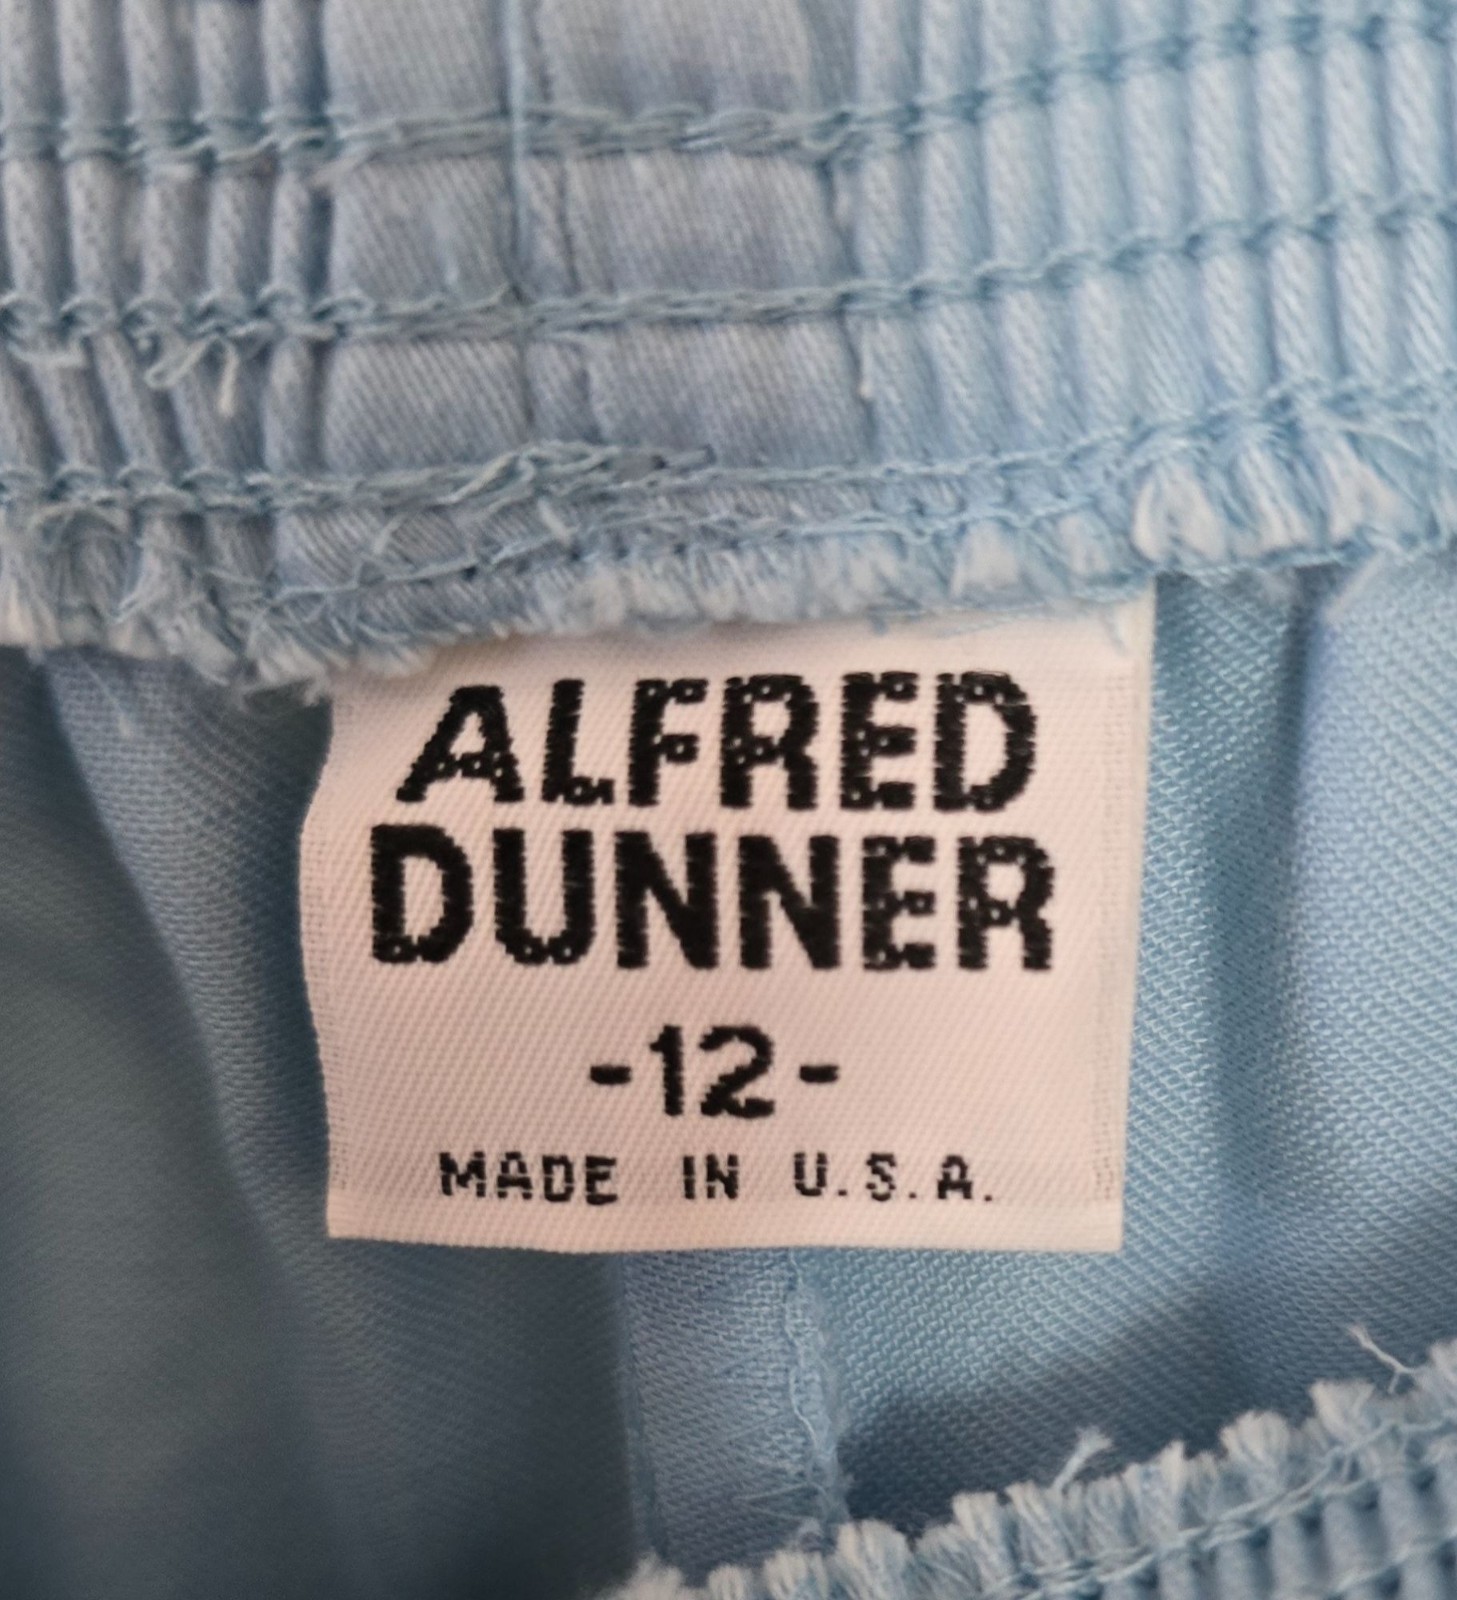 ALFRED
DUNNER
-12-
MADE IN U.S.A.